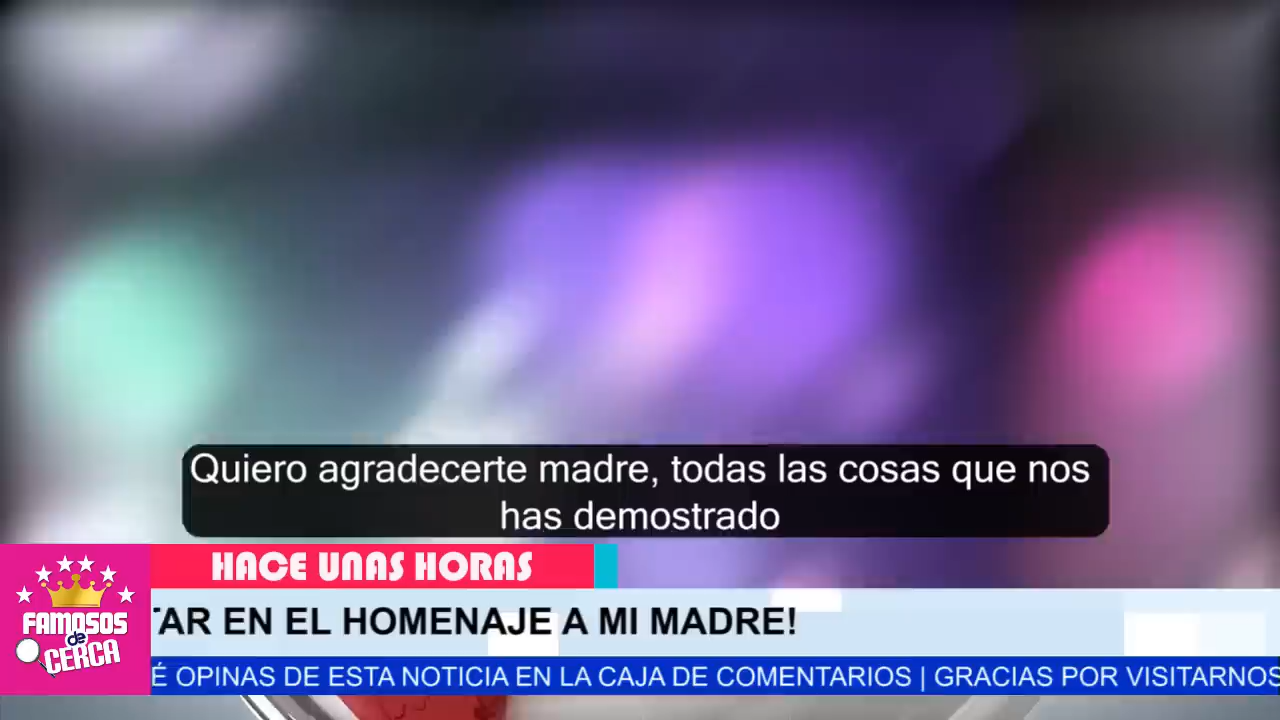 Quiero agradecerte madre, todas las cosas que nos
has demostrado
HACE UNAS HORAS
FAMOSOS
de
CERCA
TAR EN EL HOMENAJE A MI MADRE!
É OPINAS DE ESTA NOTICIA EN LA CAJA DE COMENTARIOS | GRACIAS POR VISITARNOS